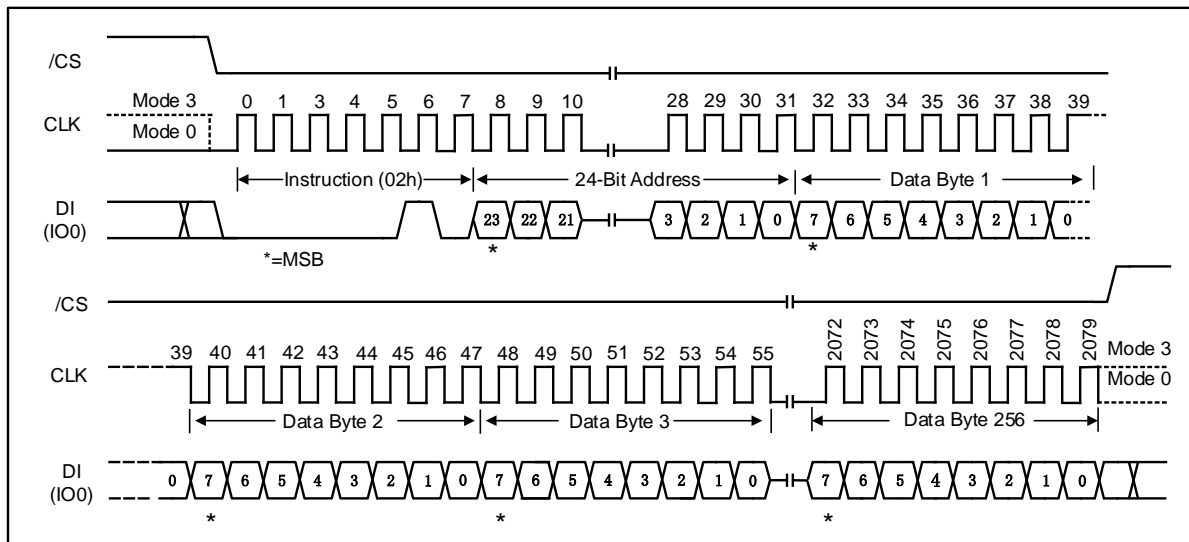 /CS
Mode 3
0 1 3 4 5 6 7 8 9 10 28 29 30 31 32 33 34 35 36 37 38 39
CLK
Mode 0
Instruction (02h) 24-Bit Address Data Byte 1
DI
(IO0)
23 22 21 3 2 1 0 7 6 5 4 3 2 1 0
* *
*=MSB
/CS
39 40 41 42 43 44 45 46 47 48 49 50 51 52 53 54 55 2072 2073 2074 2075 2076 2077 2078 2079
Mode 3
CLK
Mode 0
Data Byte 2 Data Byte 3 Data Byte 256
DI
(IO0)
0 7 6 5 4 3 2 1 0 7 6 5 4 3 2 1 0 7 6 5 4 3 2 1 0
* * *